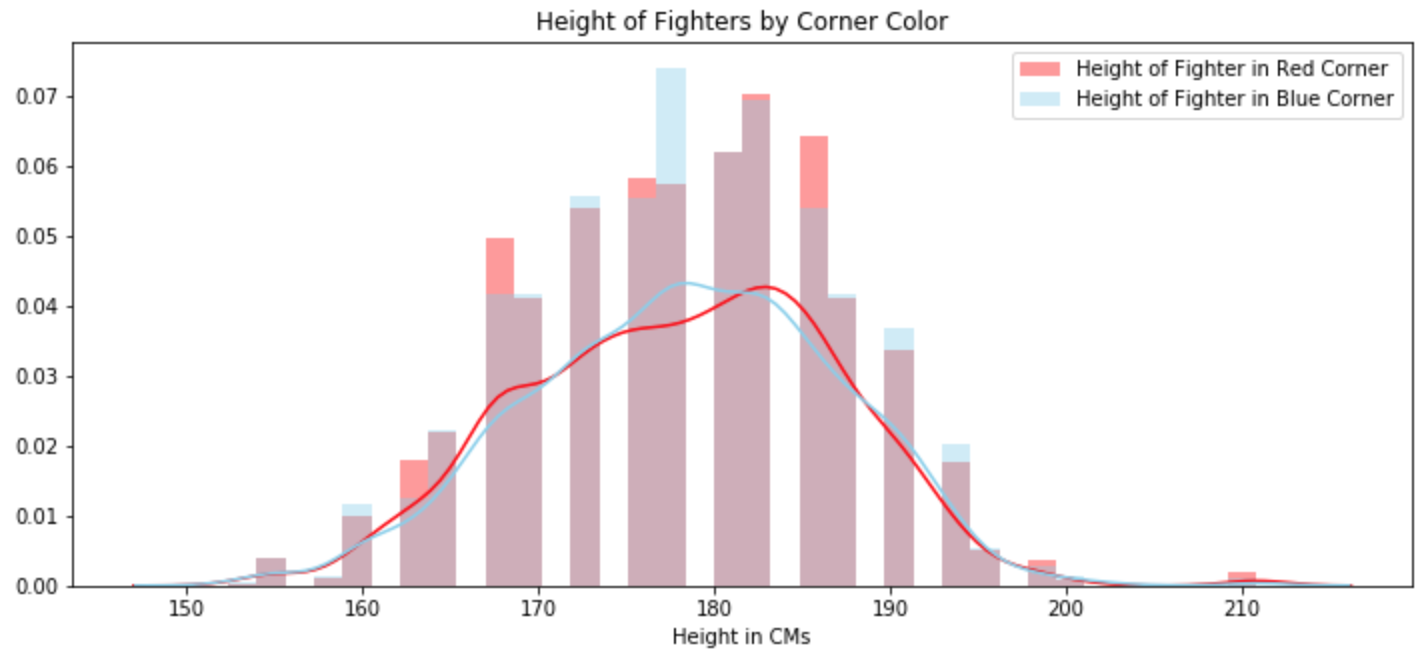 Height of Fighters by Corner Color
Height of Fighter in Red Corner
Height of Fighter in Blue Corner
0.07
0.06
0.05
0.04
0.03
0.02
0.01
0.00
150 160 170 180 190 200 210
Height in CMs